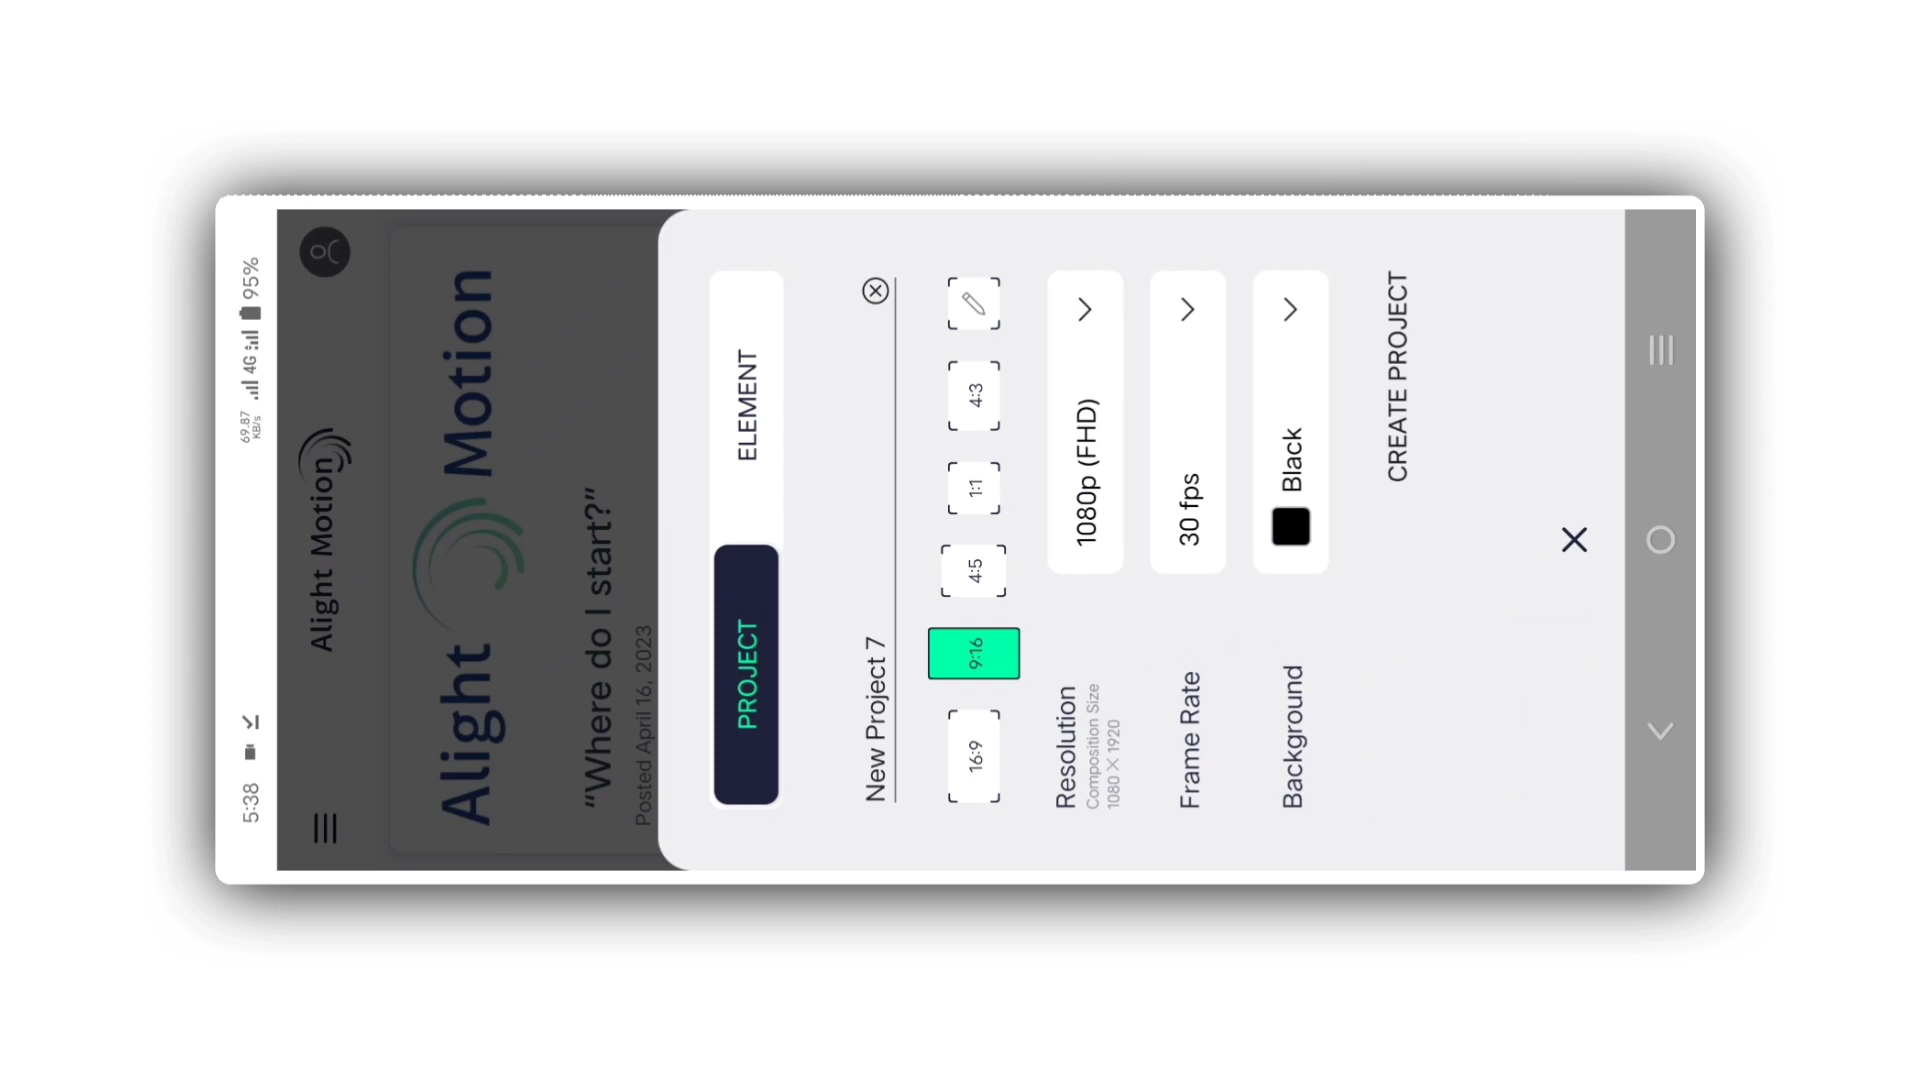 5:38
69.87
KB/s
4G
95%
Alight Motion
Alight Motion
“Where do I start?”
Posted April 16, 2023
PROJECT ELEMENT
New Project 7
16:9 9:16 4:5 1:1 4:3
Resolution 1080p (FHD)
Composition Size
1080 X 1920
Frame Rate 30 fps
Background Black
CREATE PROJECT